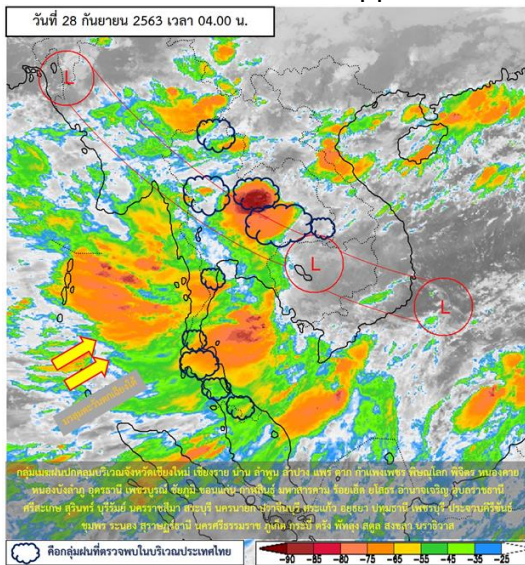 วันที่ 28 กันยายน 2563 เวลา 04.00 น.
L
L
L
มรสุมตะวันตกเฉียงใต้
กลุ่มเมฆฝนปกคลุมบริเวณจังหวัดเชียงใหม่ เชียงราย น่าน ลำพูน ลำปาง แพร่ ตาก กำแพงเพชร พิษณุโลก พิจิตร หนองคาย
หนองบัวลำภู อุดรธานี เพชรบูรณ์ ชัยภูมิ ขอนแก่น กาฬสินธุ์ มหาสารคาม ร้อยเอ็ด ยโสธร อำนาจเจริญ อุบลราชธานี
ศรีสะเกษ สุรินทร์ บุรีรัมย์ นครราชสีมา สระบุรี นครนายก ปราจีนบุรี สระแก้ว อยุธยา ปทุมธานี เพชรบุรี ประจวบคีรีขันธ์
ชุมพร ระนอง สุราษฎร์ธานี นครศรีธรรมราช ภูเก็ต กระบี่ ตรัง พัทลุง สตูล สงขลา นราธิวาส
คือกลุ่มฝนที่ตรวจพบในบริเวณประเทศไทย
-90 -85 -80 -75 -65 -55 -45 -35 -25